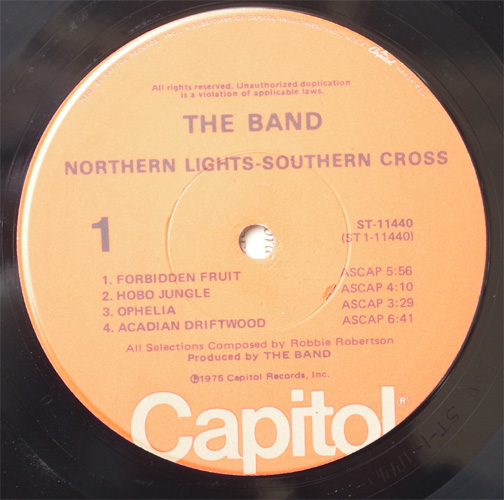 All rights reserved. Unauthorized duplication
is a violation of applicable laws.
THE BAND
NORTHERN LIGHTS-SOUTHERN CROSS
1
ST-11440
(ST 1-11440)
1. FORBIDDEN FRUIT ASCAP 5:56
2. HOBO JUNGLE ASCAP 4:10
3. OPHELIA ASCAP 3:29
4. ACADIAN DRIFTWOOD ASCAP 6:41
All Selections Composed by Robbie Robertson
Produced by THE BAND
℗1975 Capitol Records, Inc.
Capitol®